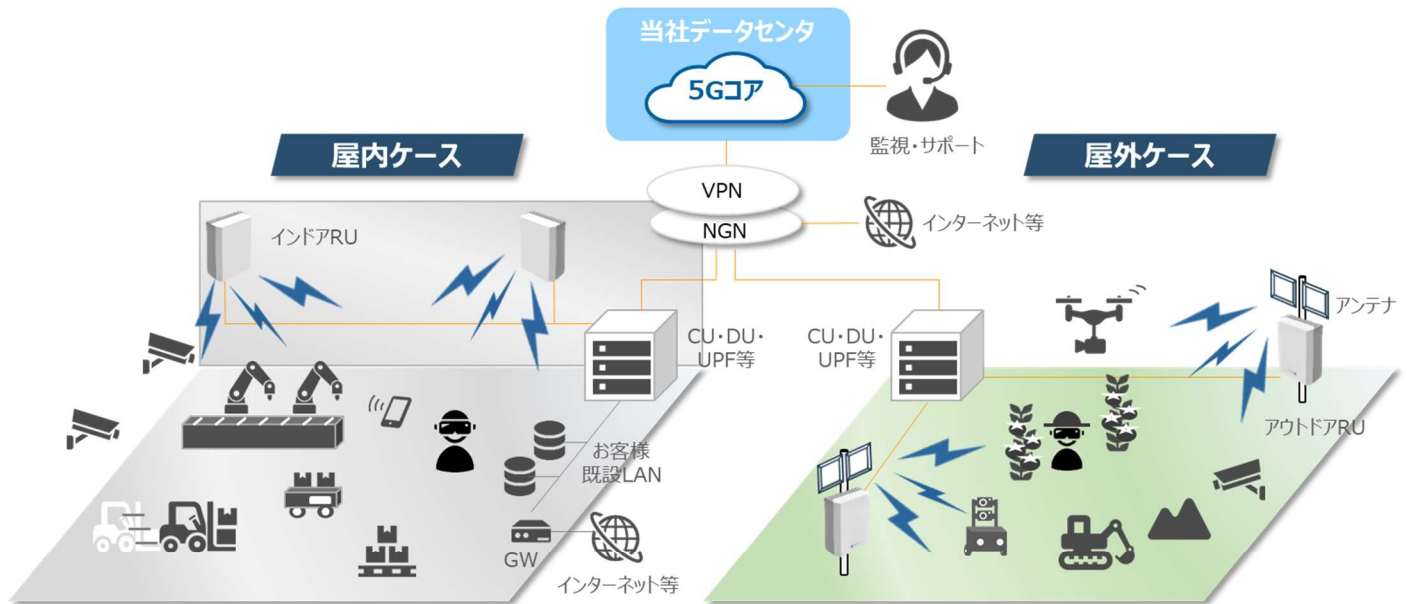 当社データセンタ
5Gコア
監視・サポート
屋内ケース
屋外ケース
VPN
NGN
インターネット等
インドアRU
アンテナ
CU・DU・
UPF等
CU・DU・
UPF等
アウトドアRU
お客様
既設LAN
GW
インターネット等